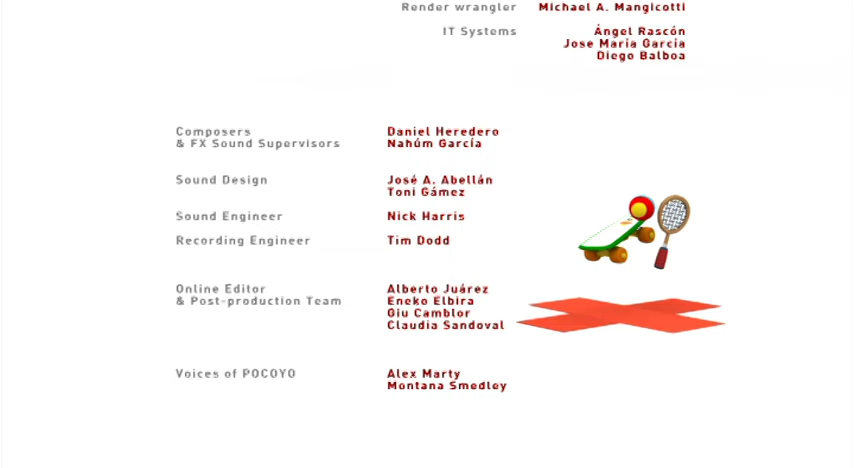 Render wrangler Michael A. Mangicotti
IT Systems Ángel Rascón
Jose María García
Diego Balboa
Composers Daniel Heredero
& FX Sound Supervisors Nahúm García
Sound Design José A. Abellán
Toni Gámez
Sound Engineer Nick Harris
Recording Engineer Tim Dodd
Online Editor Alberto Juárez
& Post-production Team Eneko Elbira
Giu Camblor
Claudia Sandoval
Voices of POCOYO Alex Marty
Montana Smedley